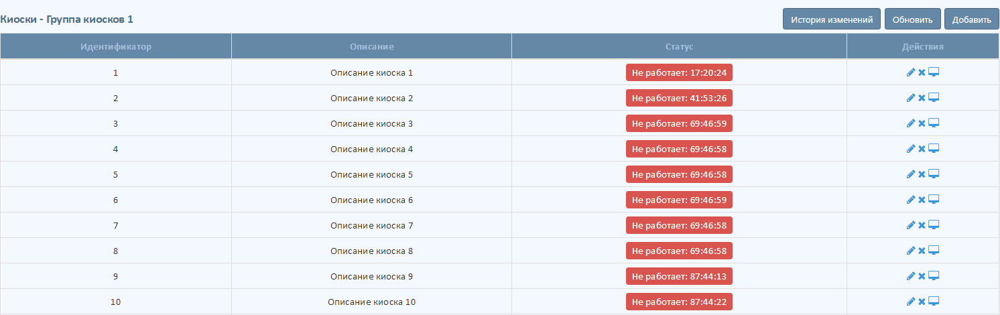 Киоски - Группа киосков 1 История изменений Обновить Добавить
Идентификатор Описание Статус Действия
1 Описание киоска 1 Не работает: 17:20:24
2 Описание киоска 2 Не работает: 41:53:26
3 Описание киоска 3 Не работает: 69:46:59
4 Описание киоска 4 Не работает: 69:46:58
5 Описание киоска 5 Не работает: 69:46:58
6 Описание киоска 6 Не работает: 69:46:59
7 Описание киоска 7 Не работает: 69:46:58
8 Описание киоска 8 Не работает: 69:46:58
9 Описание киоска 9 Не работает: 87:44:13
10 Описание киоска 10 Не работает: 87:44:22